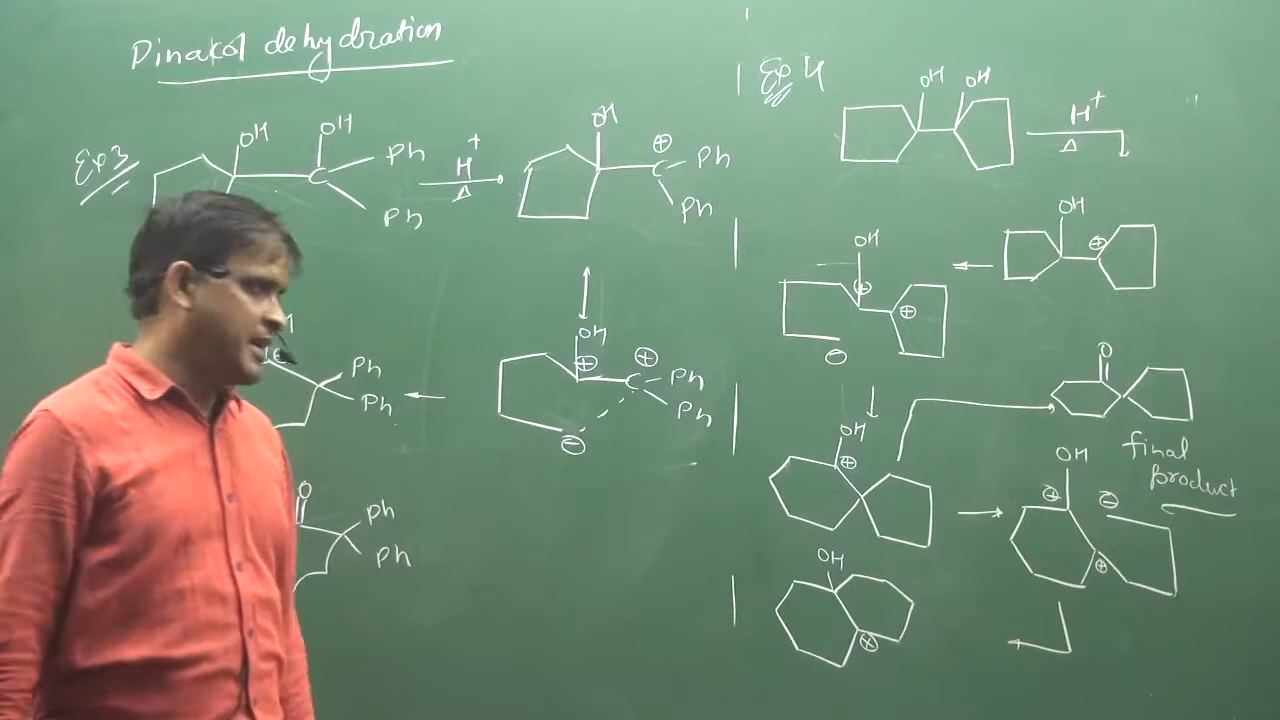 Pinakol dehydration
Ex 3
OH OH
Ph
Ph
H+
Δ
OH
⊕
C
Ph
Ph
OH
⊕ ⊕
C
Ph
Ph
⊖
Ph
Ph
O
Ph
Ph
Ex 4
OH OH
H+
Δ
OH
⊕
OH
⊕
⊕
⊖
OH
⊕
O
final
product
OH
⊕ ⊖
⊕
OH
⊕